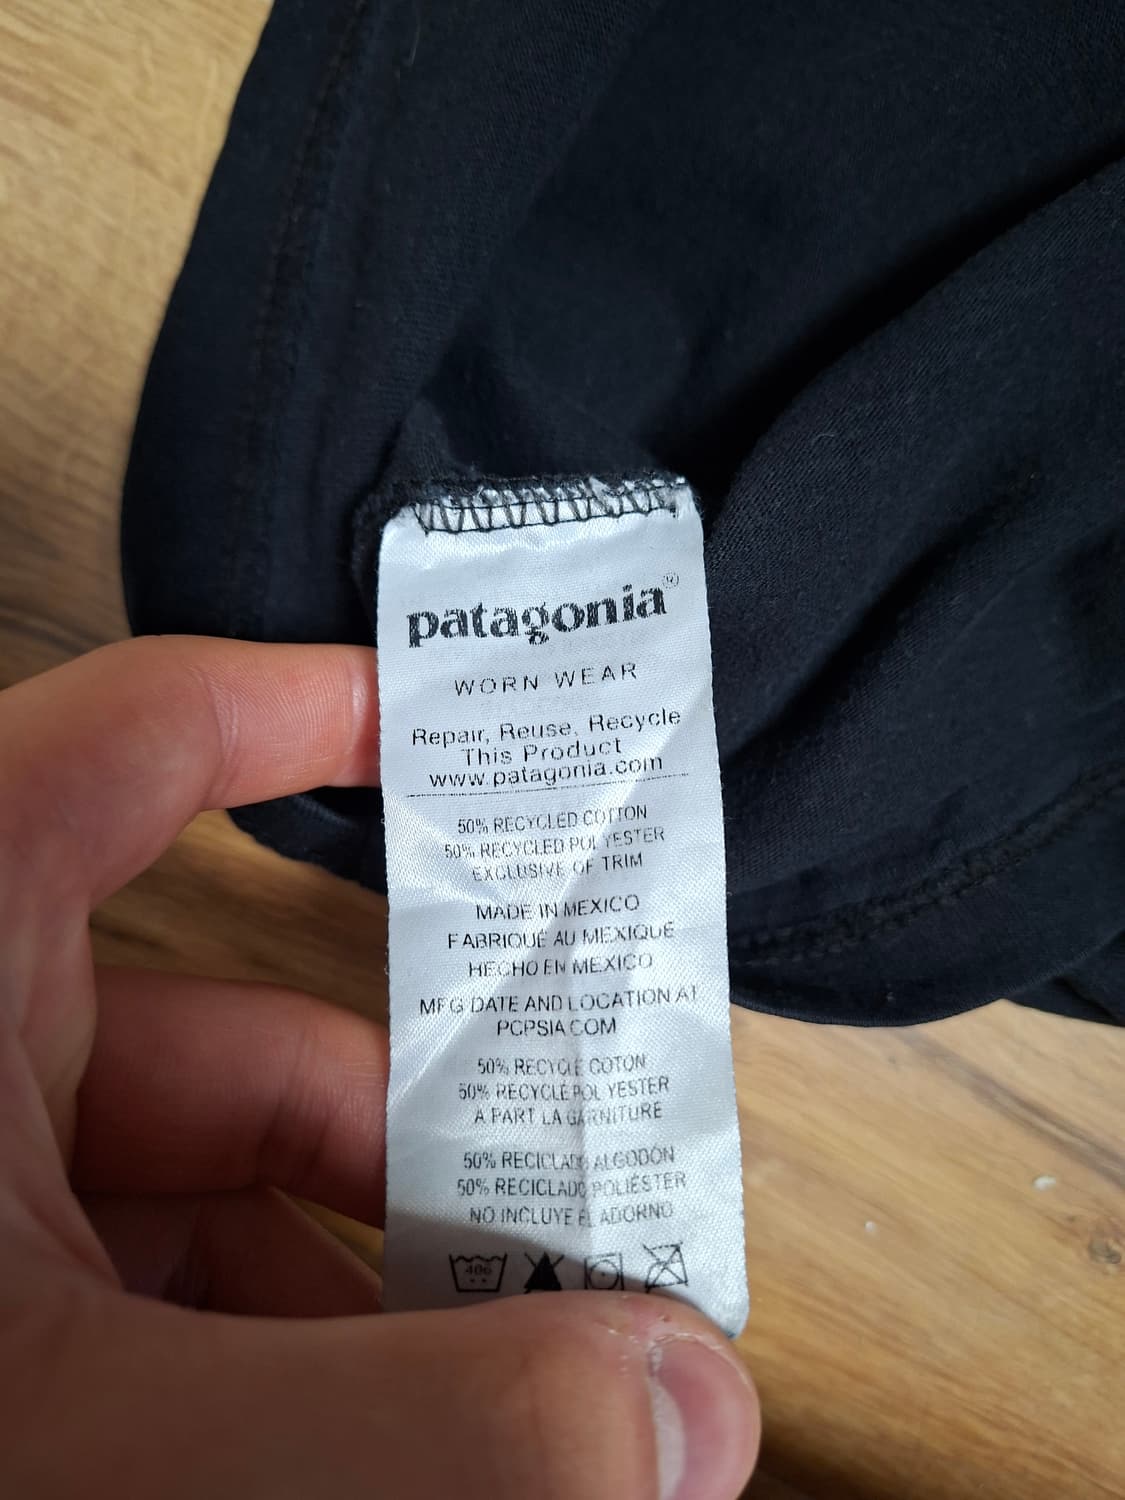 patagonia®
WORN WEAR
Repair, Reuse, Recycle
This Product
www.patagonia.com
50% RECYCLED COTTON
50% RECYCLED POLYESTER
EXCLUSIVE OF TRIM
MADE IN MEXICO
FABRIQUÉ AU MEXIQUE
HECHO EN MEXICO
MFG DATE AND LOCATION AT
PCPSIA.COM
50% RECYCLÉ COTON
50% RECYCLÉ POLYESTER
A PART LA GARNITURE
50% RECICLADO ALGODÓN
50% RECICLADO POLIÉSTER
NO INCLUYE EL ADORNO